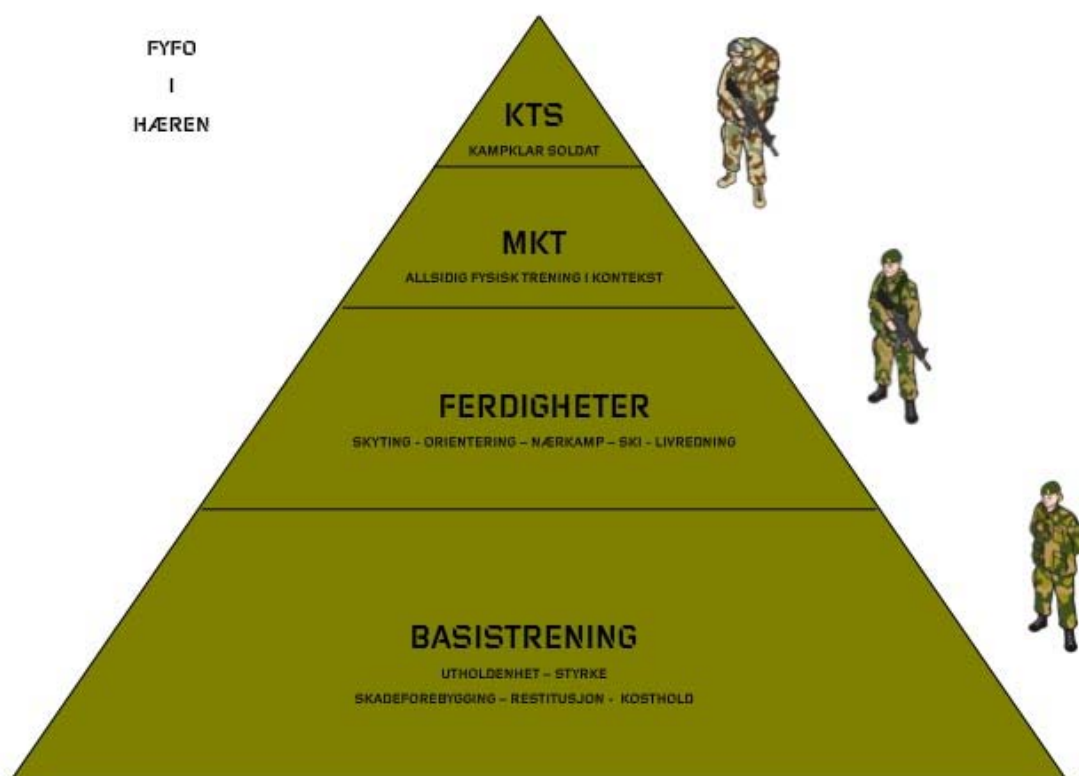 FYFO
I
HÆREN
KTS
KAMPKLAR SOLDAT
MKT
ALLSIDIG FYSISK TRENING I KONTEKST
FERDIGHETER
SKYTING - ORIENTERING – NÆRKAMP – SKI - LIVREDNING
BASISTRENING
UTHOLDENHET – STYRKE
SKADEFOREBYGGING – RESTITUSJON - KOSTHOLD